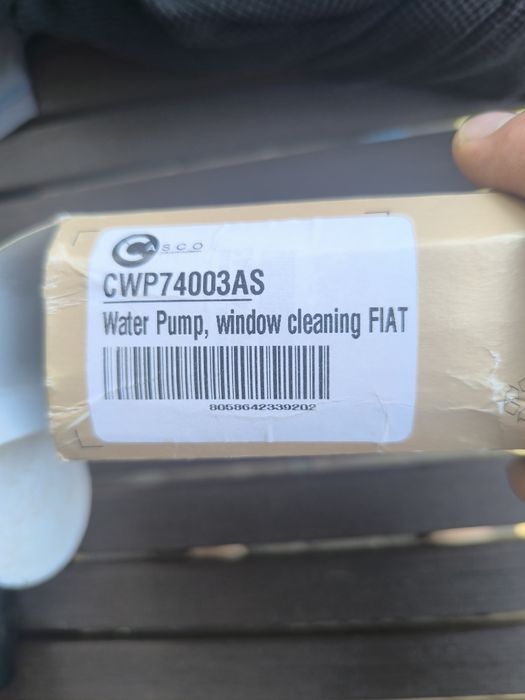 CASCO
CWP74003AS
Water Pump, window cleaning FIAT
8058642339202